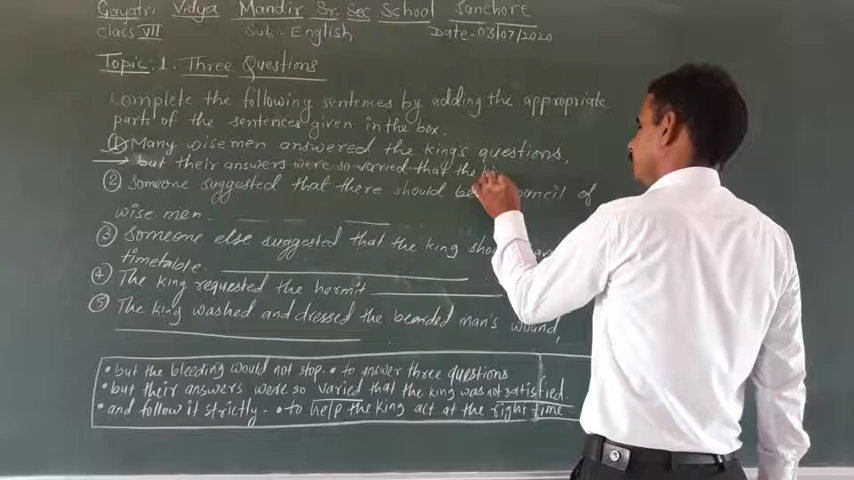 Gayatri Vidya Mandir Sr. Sec School Sanchore
Class VII Sub - English Date - 03/07/2020
Topic: 1. Three Questions
Complete the following sentences by adding the appropriate
parts of the sentences given in the box.
① Many wise men answered the king's questions,
but their answers were so varied that the
② Someone suggested that there should be council of
wise men.
③ Someone else suggested that the king should have
timetable.
④ The king requested the hermit
⑤ The king washed and dressed the bearded man's wound,
• but the bleeding would not stop. • to answer three questions
• but their answers were so varied that the king was not satisfied.
• and follow it strictly. • to help the king act at the right time